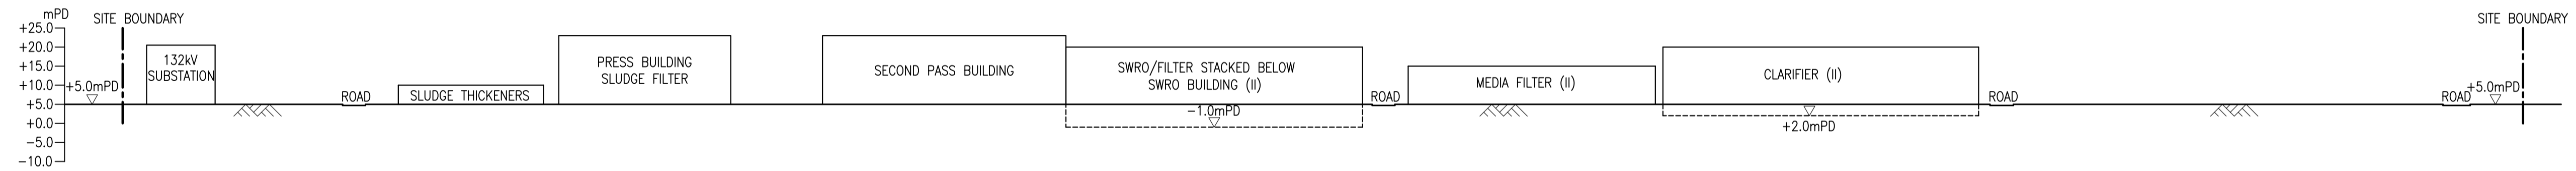 mPD
+25.0
+20.0
+15.0
+10.0
+5.0
+0.0
-5.0
-10.0
SITE BOUNDARY
+5.0mPD
132kV
SUBSTATION
ROAD
SLUDGE THICKENERS
PRESS BUILDING
SLUDGE FILTER
SECOND PASS BUILDING
SWRO/FILTER STACKED BELOW
SWRO BUILDING (II)
-1.0mPD
ROAD
MEDIA FILTER (II)
CLARIFIER (II)
+2.0mPD
ROAD
ROAD
+5.0mPD
SITE BOUNDARY